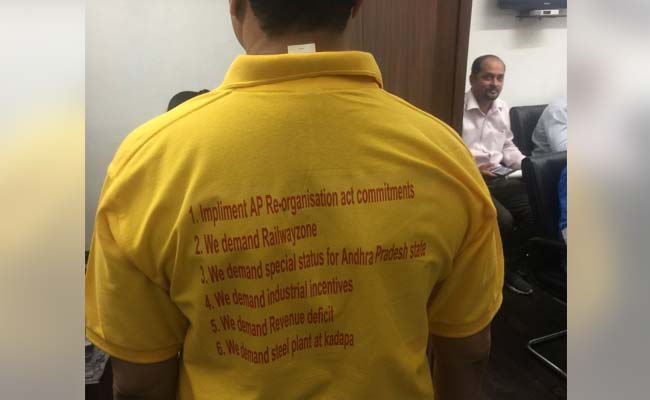 1. Impliment AP Re-organisation act commitments
2. We demand Railwayzone
3. We demand special status for Andhra Pradesh state
4. We demand industrial incentives
5. We demand Revenue deficit
6. We demand steel plant at kadapa